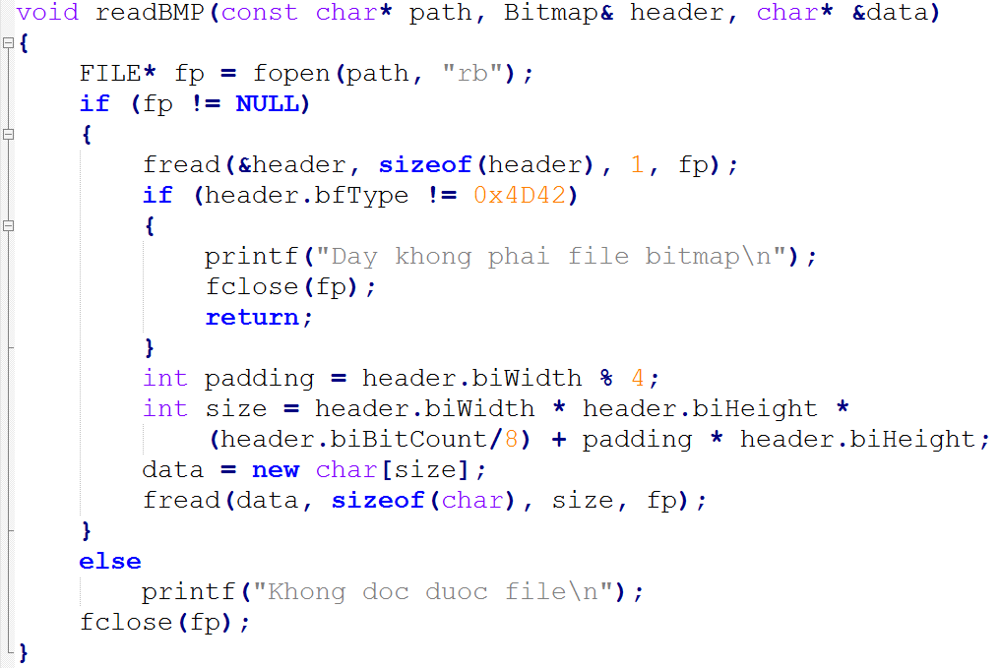 void readBMP(const char* path, Bitmap& header, char* &data)
{
    FILE* fp = fopen(path, "rb");
    if (fp != NULL)
    {
        fread(&header, sizeof(header), 1, fp);
        if (header.bfType != 0x4D42)
        {
            printf("Day khong phai file bitmap\n");
            fclose(fp);
            return;
        }
        int padding = header.biWidth % 4;
        int size = header.biWidth * header.biHeight *
            (header.biBitCount/8) + padding * header.biHeight;
        data = new char[size];
        fread(data, sizeof(char), size, fp);
    }
    else
        printf("Khong doc duoc file\n");
    fclose(fp);
}